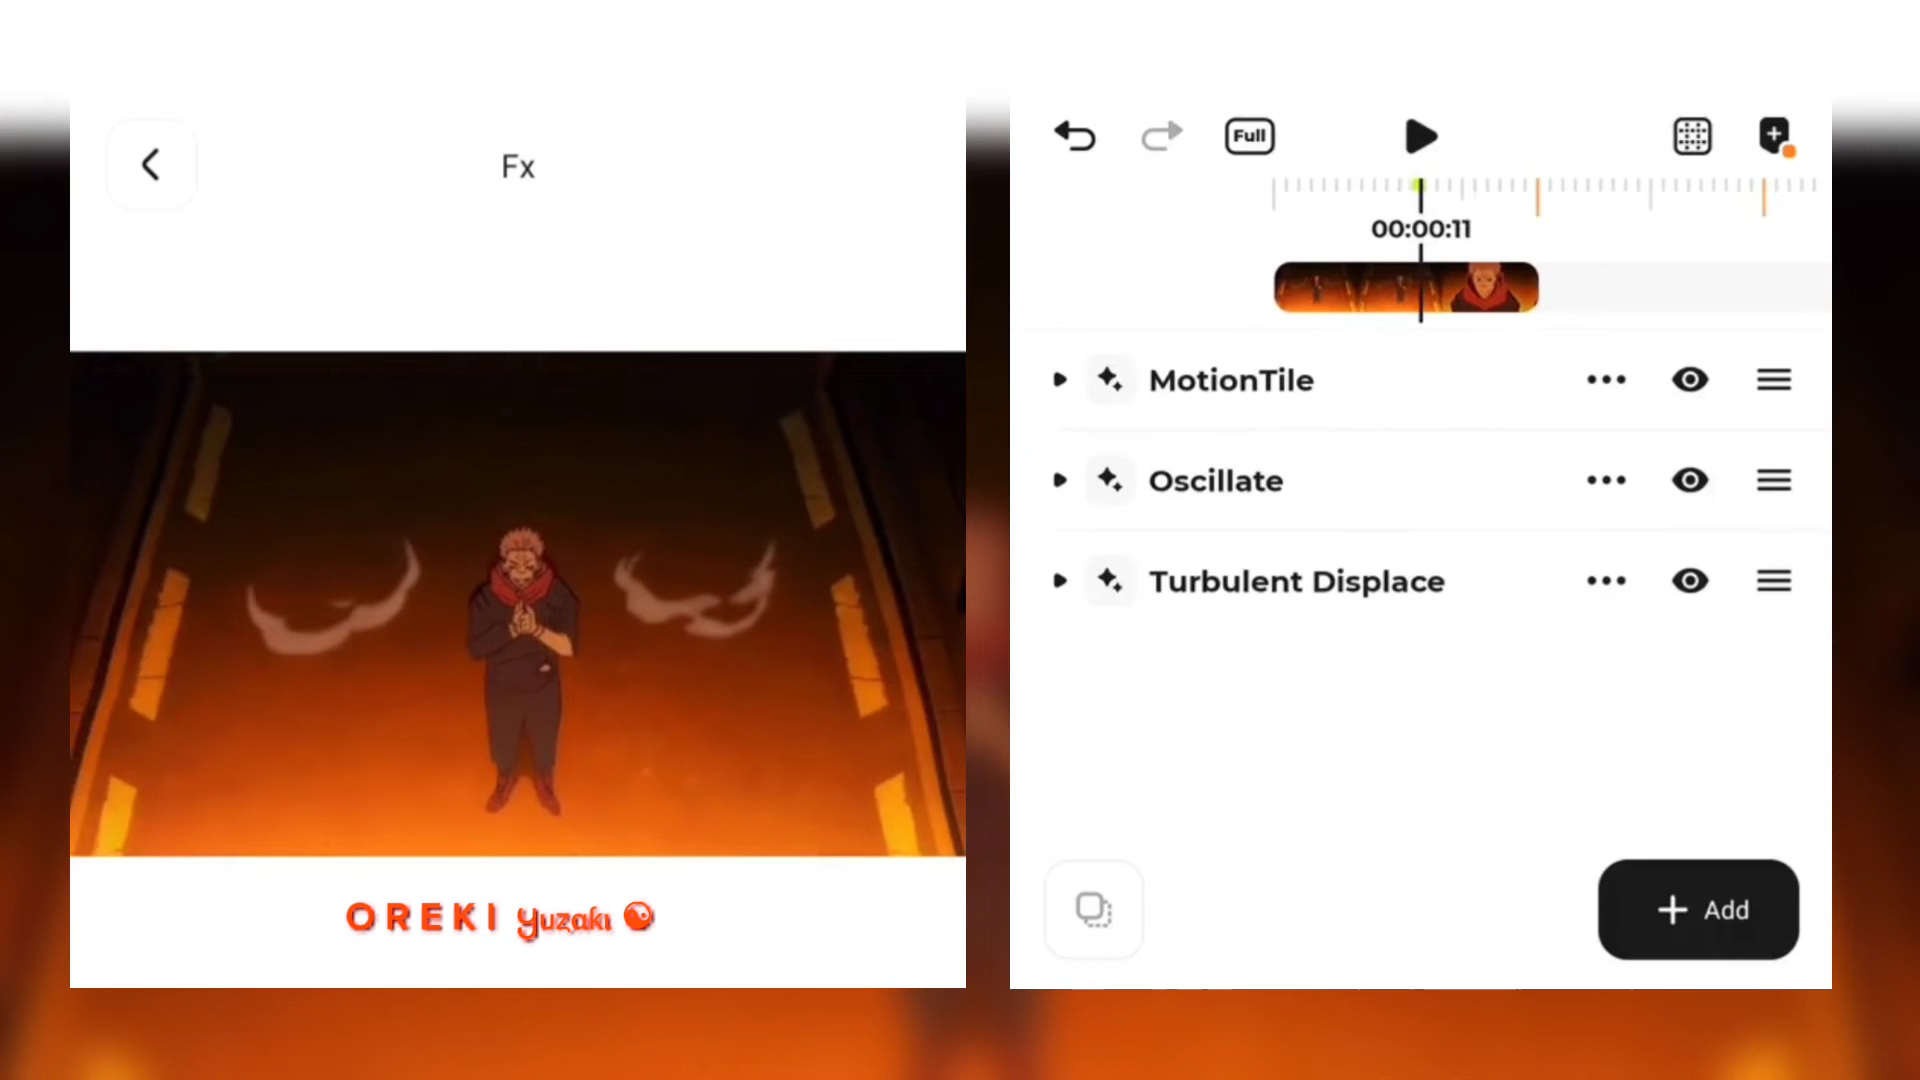 Fx
OREKI Yuzaki
Full
00:00:11
MotionTile
Oscillate
Turbulent Displace
Add